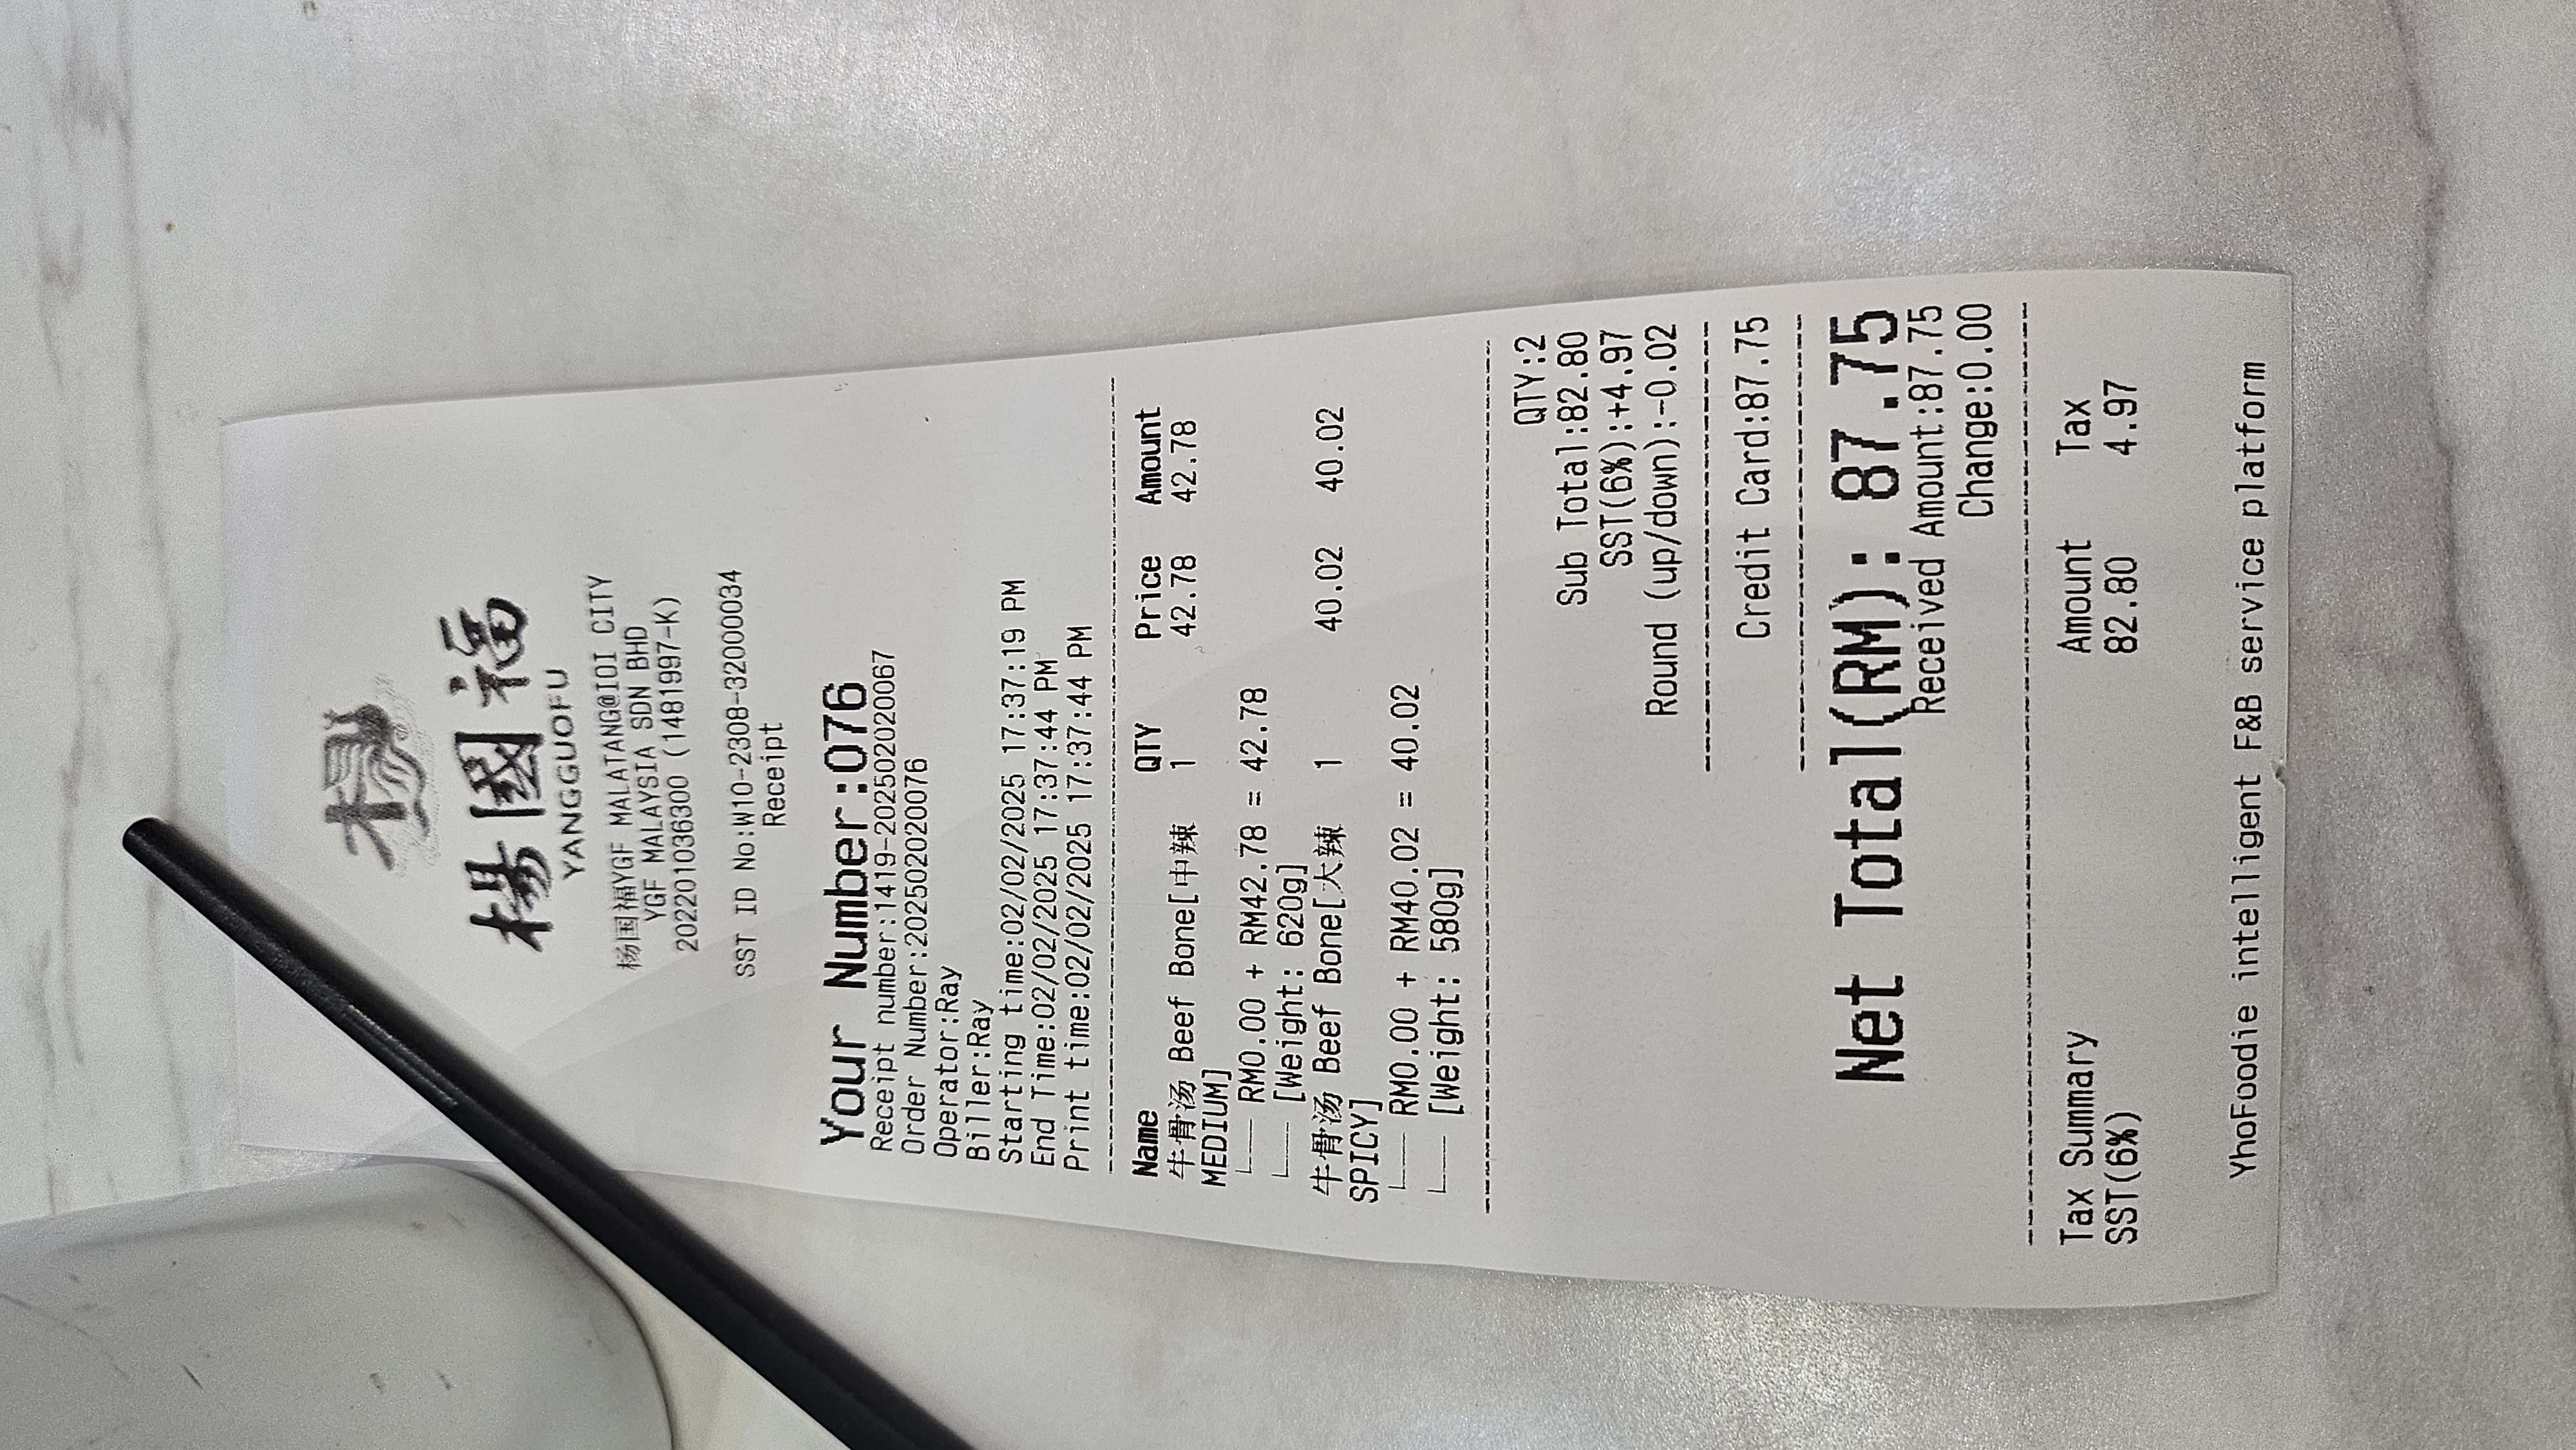 楊國福
YANGGUOFU
杨国福YGF MALATANG@IOI CITY
YGF MALAYSIA SDN BHD
202201036300 (1481997-K)
SST ID No:W10-2308-32000034
Receipt
Your Number:076
Receipt number:1419-202502020067
Order Number:202502020076
Operator:Ray
Biller:Ray
Starting time:02/02/2025 17:37:19 PM
End Time:02/02/2025 17:37:44 PM
Print time:02/02/2025 17:37:44 PM
Name QTY Price Amount
牛骨汤 Beef Bone[中辣 1 42.78 42.78
MEDIUM]
RM0.00 + RM42.78 = 42.78
[Weight: 620g]
牛骨汤 Beef Bone[大辣 1 40.02 40.02
SPICY]
RM0.00 + RM40.02 = 40.02
[Weight: 580g]
QTY:2
Sub Total:82.80
SST(6%):+4.97
Round (up/down):-0.02
Credit Card:87.75
Net Total(RM): 87.75
Received Amount:87.75
Change:0.00
Tax Summary Amount Tax
SST(6%) 82.80 4.97
YhoFoodie intelligent F&B service platform